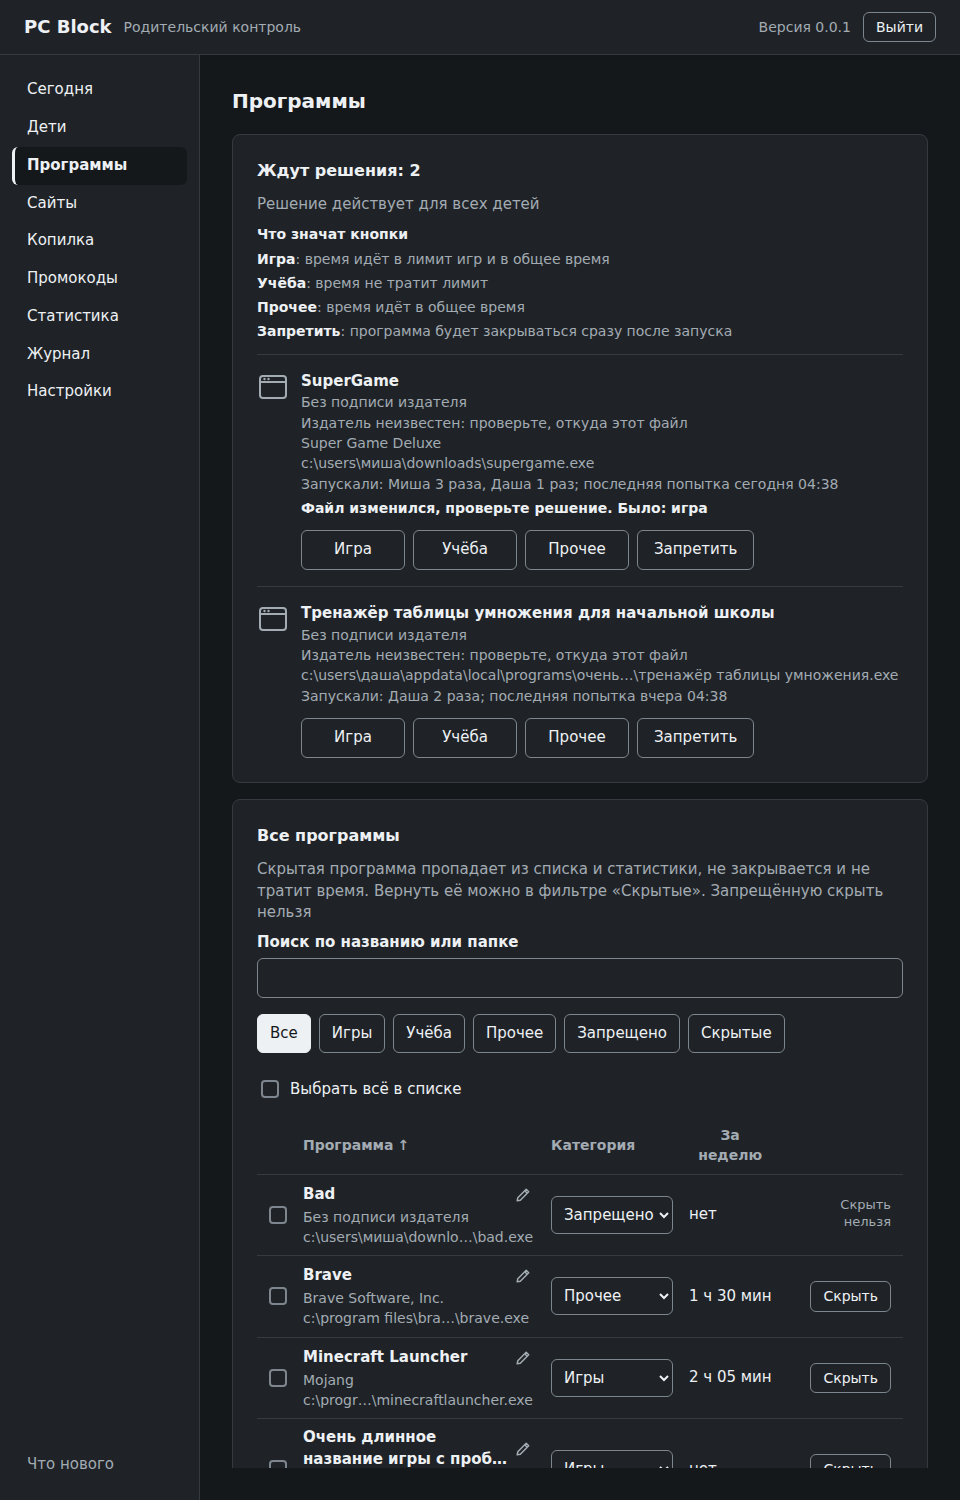 PC Block Родительский контроль Версия 0.0.1 Выйти
Сегодня
Дети
Программы
Сайты
Копилка
Промокоды
Статистика
Журнал
Настройки
Что нового
Программы
Ждут решения: 2
Решение действует для всех детей
Что значат кнопки
Игра: время идёт в лимит игр и в общее время
Учёба: время не тратит лимит
Прочее: время идёт в общее время
Запретить: программа будет закрываться сразу после запуска
SuperGame
Без подписи издателя
Издатель неизвестен: проверьте, откуда этот файл
Super Game Deluxe
c:\users\миша\downloads\supergame.exe
Запускали: Миша 3 раза, Даша 1 раз; последняя попытка сегодня 04:38
Файл изменился, проверьте решение. Было: игра
Игра Учёба Прочее Запретить
Тренажёр таблицы умножения для начальной школы
Без подписи издателя
Издатель неизвестен: проверьте, откуда этот файл
c:\users\даша\appdata\local\programs\очень…\тренажёр таблицы умножения.exe
Запускали: Даша 2 раза; последняя попытка вчера 04:38
Игра Учёба Прочее Запретить
Все программы
Скрытая программа пропадает из списка и статистики, не закрывается и не
тратит время. Вернуть её можно в фильтре «Скрытые». Запрещённую скрыть
нельзя
Поиск по названию или папке
Все Игры Учёба Прочее Запрещено Скрытые
Выбрать всё в списке
Программа ↑ Категория За неделю
Bad
Без подписи издателя
c:\users\миша\downlo…\bad.exe
Запрещено нет Скрыть нельзя
Brave
Brave Software, Inc.
c:\program files\bra…\brave.exe
Прочее 1 ч 30 мин Скрыть
Minecraft Launcher
Mojang
c:\progr…\minecraftlauncher.exe
Игры 2 ч 05 мин Скрыть
Очень длинное
название игры с проб…
Игры нет Скрыть